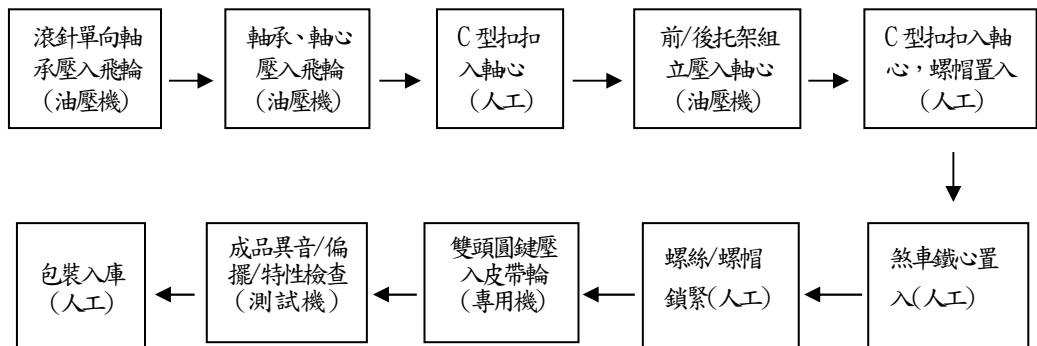 滾針單向軸
承壓入飛輪
(油壓機)
軸承、軸心
壓入飛輪
(油壓機)
C 型扣扣
入軸心
(人工)
前/後托架組
立壓入軸心
(油壓機)
C 型扣扣入軸
心，螺帽置入
(人工)
煞車鐵心置
入(人工)
螺絲/螺帽
鎖緊(人工)
雙頭圓鍵壓
入皮帶輪
(專用機)
成品異音/偏
擺/特性檢查
(測試機)
包裝入庫
(人工)